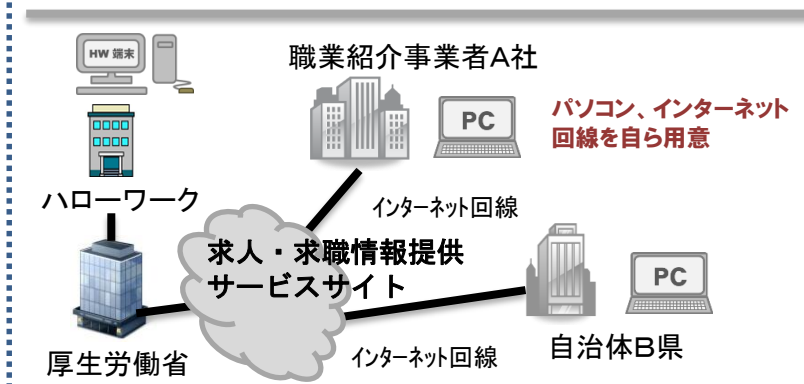 HW 端末
職業紹介事業者A社
PC
パソコン、インターネット
回線を自ら用意
ハローワーク
インターネット回線
求人・求職情報提供
サービスサイト
PC
厚生労働省
インターネット回線
自治体B県